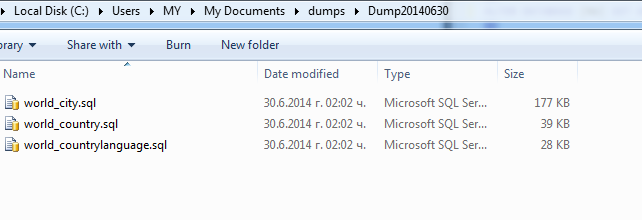 Local Disk (C:) Users MY My Documents dumps Dump20140630
Share with Burn New folder
Name Date modified Type Size
world_city.sql 30.6.2014 г. 02:02 ч. Microsoft SQL Ser... 177 KB
world_country.sql 30.6.2014 г. 02:02 ч. Microsoft SQL Ser... 39 KB
world_countrylanguage.sql 30.6.2014 г. 02:02 ч. Microsoft SQL Ser... 28 KB